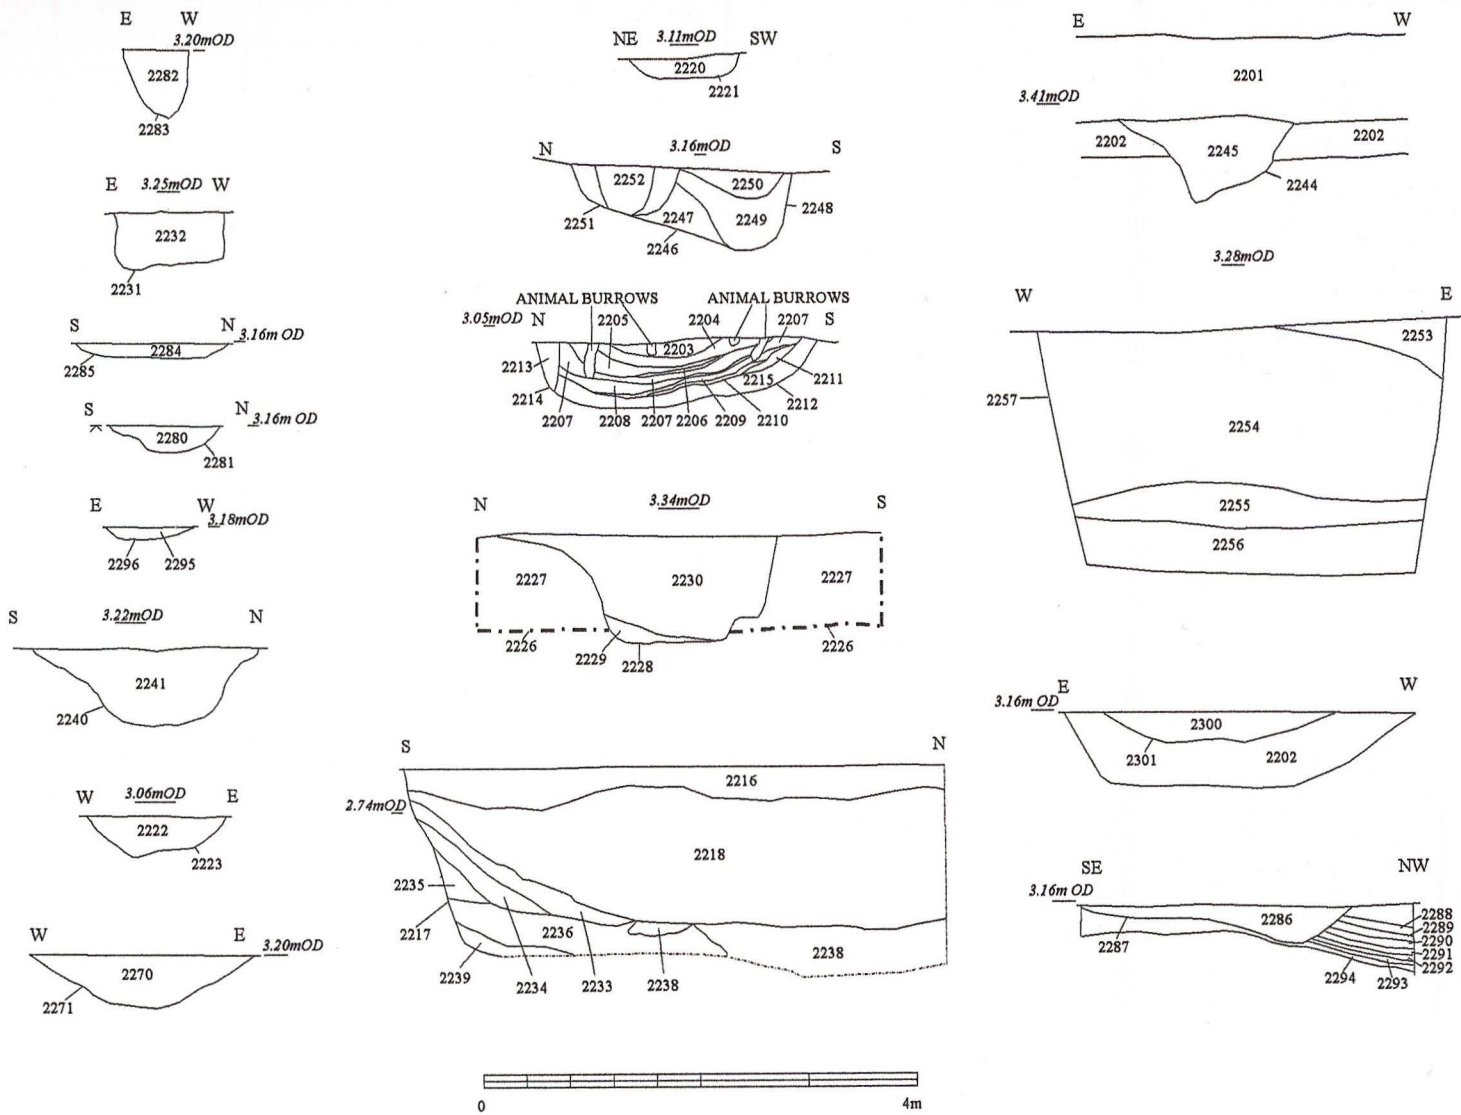 E W
3.20mOD
2282
2283
E 3.25mOD W
2232
2231
S N
3.16m OD
2284
2285
S N
3.16m OD
2280
2281
E W
3.18mOD
2296 2295
3.22mOD
S N
2241
2240
3.06mOD
W E
2222
2223
W E
3.20mOD
2270
2271
3.11mOD
NE SW
2220
2221
3.16mOD
N S
2252 2250
2251 2247 2249 2248
2246
ANIMAL BURROWS ANIMAL BURROWS
3.05mOD N 2205 2204 2207 S
2203
2213 2215 2211
2214 2212
2207 2208 2207 2206 2209 2210
N 3.34mOD S
2227 2230 2227
2226 2229 2228 2226
S N
2216
2.74mOD
2218
2235
2217 2236 2238
2239 2234 2233 2238
0 4m
E W
2201
3.41mOD
2202 2245 2202
2244
3.28mOD
W E
2253
2257
2254
2255
2256
E W
3.16m OD
2300
2301 2202
SE NW
3.16m OD
2286 2288
2289
2287 2290
2291
2292
2294 2293